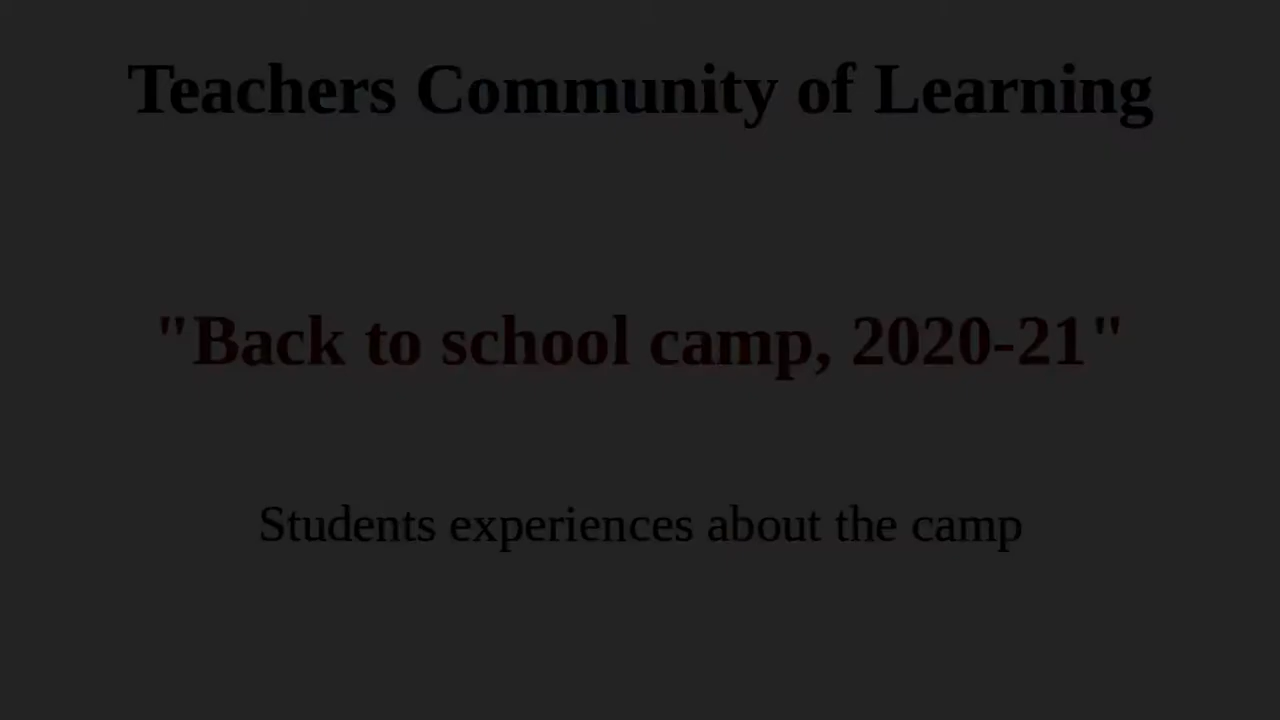 Teachers Community of Learning
"Back to school camp, 2020-21"
Students experiences about the camp